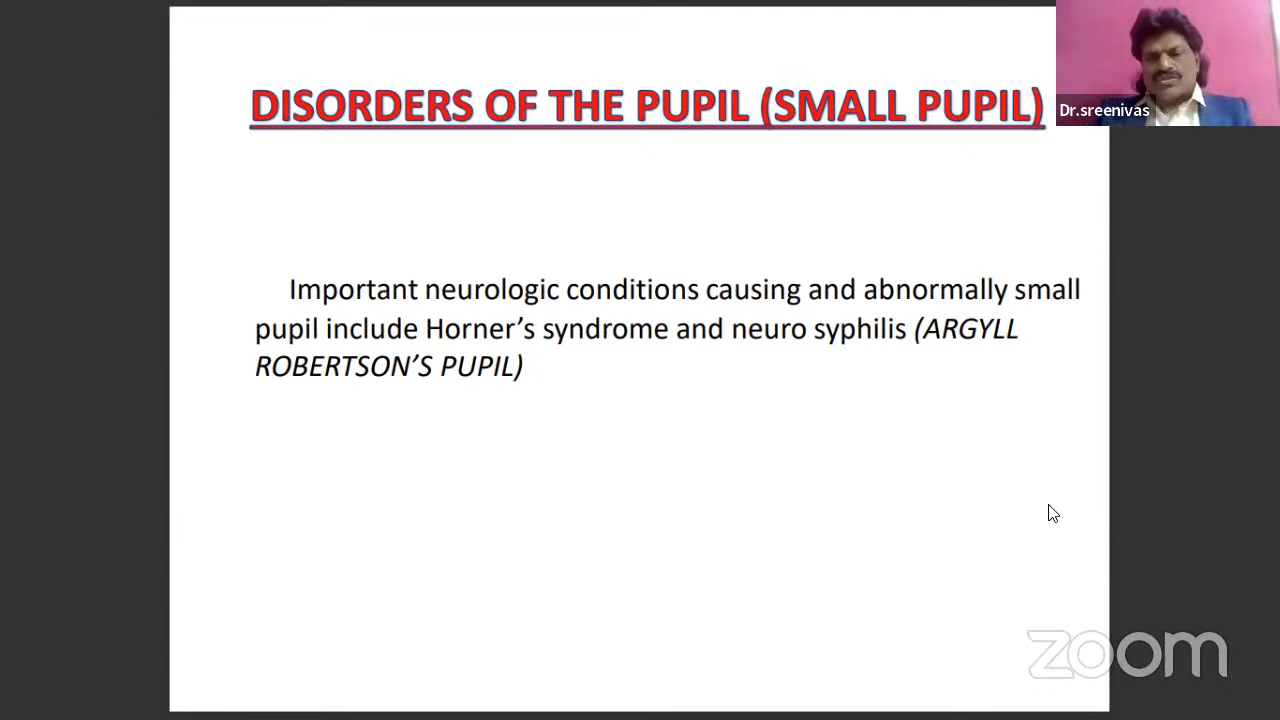 DISORDERS OF THE PUPIL (SMALL PUPIL)
Dr.sreenivas
Important neurologic conditions causing and abnormally small
pupil include Horner’s syndrome and neuro syphilis (ARGYLL
ROBERTSON’S PUPIL)
zoom